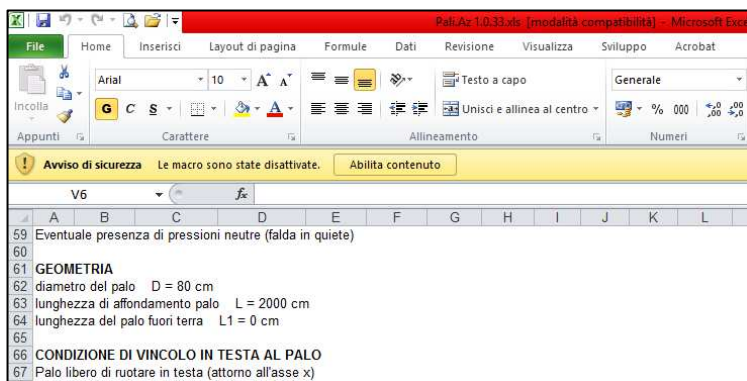 Pali.Az 1.0.33.xls [modalità compatibilità] - Microsoft Exce
File Home Inserisci Layout di pagina Formule Dati Revisione Visualizza Sviluppo Acrobat
Incolla Arial 10 A A Testo a capo Generale
G C S A Unisci e allinea al centro % 000 ,00 ,0 ,00
Appunti Carattere Allineamento Numeri
Avviso di sicurezza Le macro sono state disattivate. Abilita contenuto
V6 fx
A B C D E F G H I J K L
59 Eventuale presenza di pressioni neutre (falda in quiete)
60
61 GEOMETRIA
62 diametro del palo D = 80 cm
63 lunghezza di affondamento palo L = 2000 cm
64 lunghezza del palo fuori terra L1 = 0 cm
65
66 CONDIZIONE DI VINCOLO IN TESTA AL PALO
67 Palo libero di ruotare in testa (attorno all'asse x)